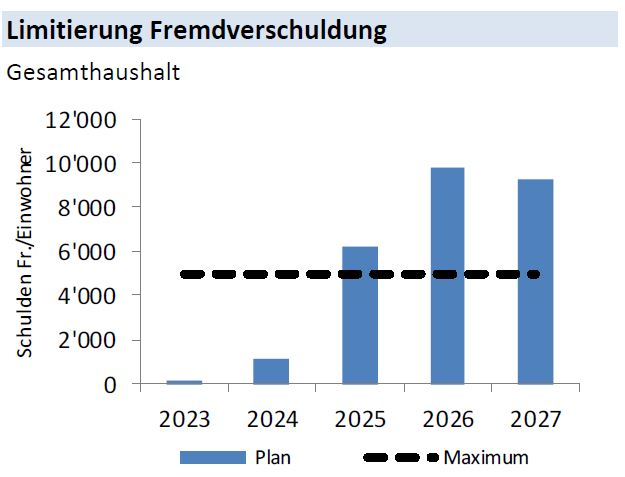 Limitierung Fremdverschuldung
Gesamthaushalt
Schulden Fr./Einwohner
12'000
10'000
8'000
6'000
4'000
2'000
0
2023 2024 2025 2026 2027
Plan Maximum